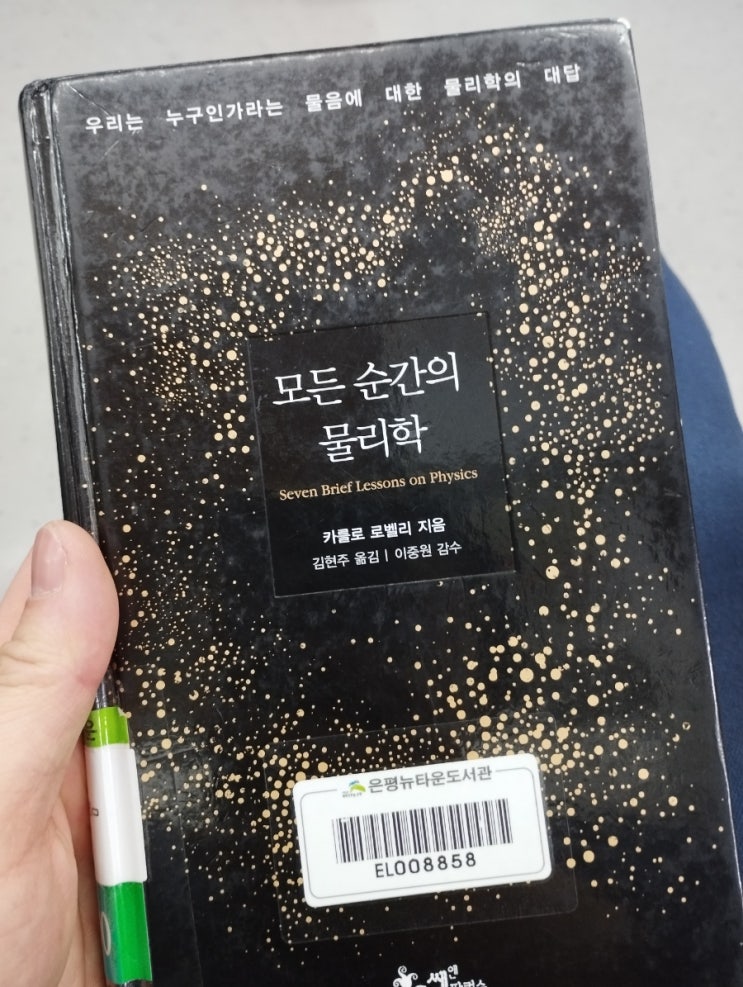 우리는 누구인가라는 물음에 대한 물리학의 대답
모든 순간의
물리학
Seven Brief Lessons on Physics
카를로 로벨리 지음
김현주 옮김 | 이중원 감수
은평뉴타운도서관
EL008858
쌤앤